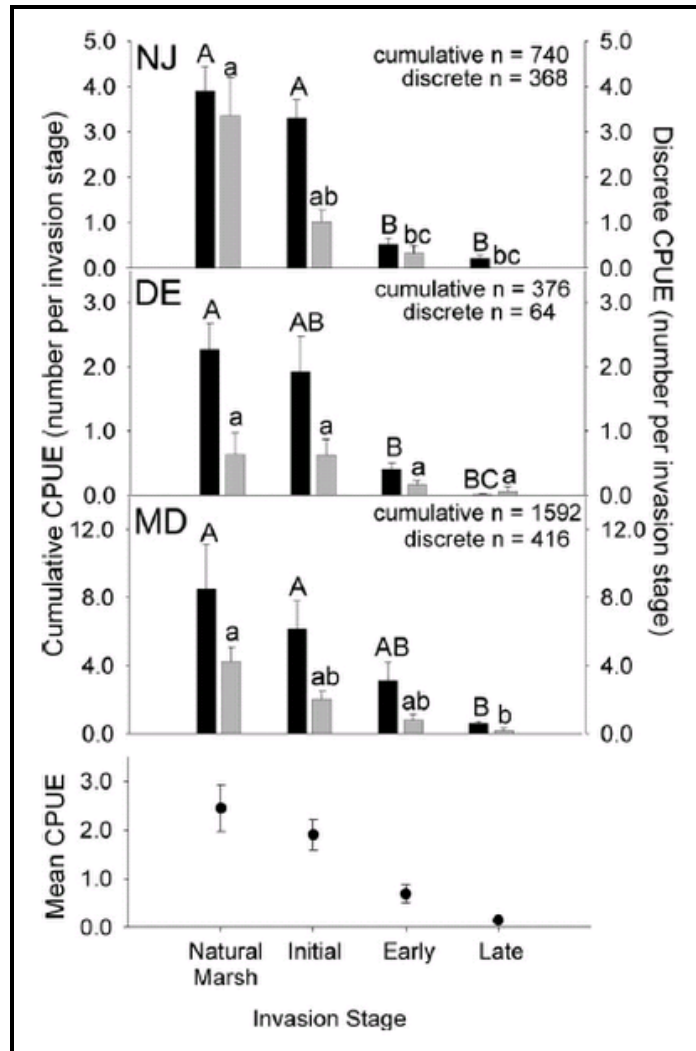 Cumulative CPUE (number per invasion stage)
Discrete CPUE (number per invasion stage)
NJ
cumulative n = 740
discrete n = 368
5.0
4.0
3.0
2.0
1.0
0.0
A
a
A
ab
B
bc
B
bc
5.0
4.0
3.0
2.0
1.0
0.0
DE
cumulative n = 376
discrete n = 64
3.0
2.0
1.0
0.0
A
a
AB
a
B
a
BC
a
3.0
2.0
1.0
0.0
MD
cumulative n = 1592
discrete n = 416
12.0
8.0
4.0
0.0
A
a
A
ab
AB
ab
B
b
12.0
8.0
4.0
0.0
Mean CPUE
3.0
2.0
1.0
0.0
Natural
Marsh
Initial
Early
Late
Invasion Stage